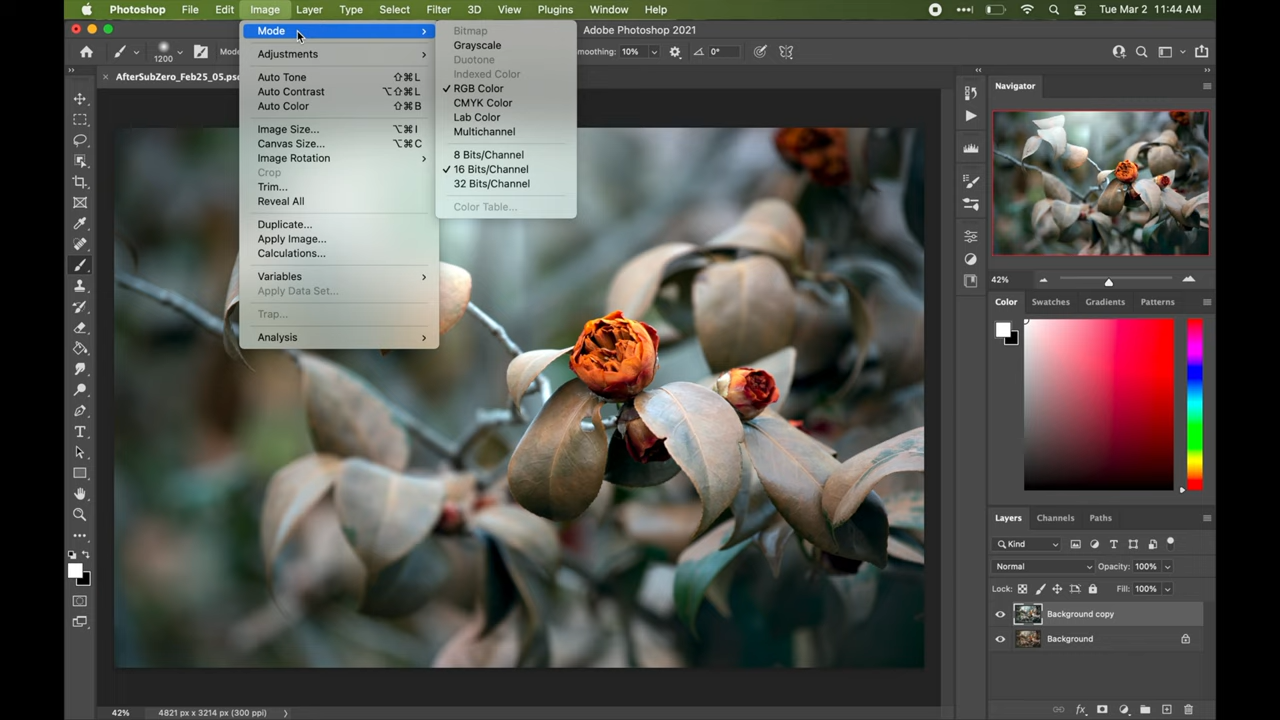 Photoshop File Edit Image Layer Type Select Filter 3D View Plugins Window Help Tue Mar 2 11:44 AM
Adobe Photoshop 2021
1200 Mode moothing: 10% 0°
× AfterSubZero_Feb25_05.psd
Mode
Adjustments
Auto Tone ⇧⌘L
Auto Contrast ⌥⇧⌘L
Auto Color ⇧⌘B
Image Size... ⌥⌘I
Canvas Size... ⌥⌘C
Image Rotation
Crop
Trim...
Reveal All
Duplicate...
Apply Image...
Calculations...
Variables
Apply Data Set...
Trap...
Analysis
Bitmap
Grayscale
Duotone
Indexed Color
✓ RGB Color
CMYK Color
Lab Color
Multichannel
8 Bits/Channel
✓ 16 Bits/Channel
32 Bits/Channel
Color Table...
Navigator
42%
Color Swatches Gradients Patterns
Layers Channels Paths
Kind
Normal Opacity: 100%
Lock: Fill: 100%
Background copy
Background
42% 4821 px x 3214 px (300 ppi)